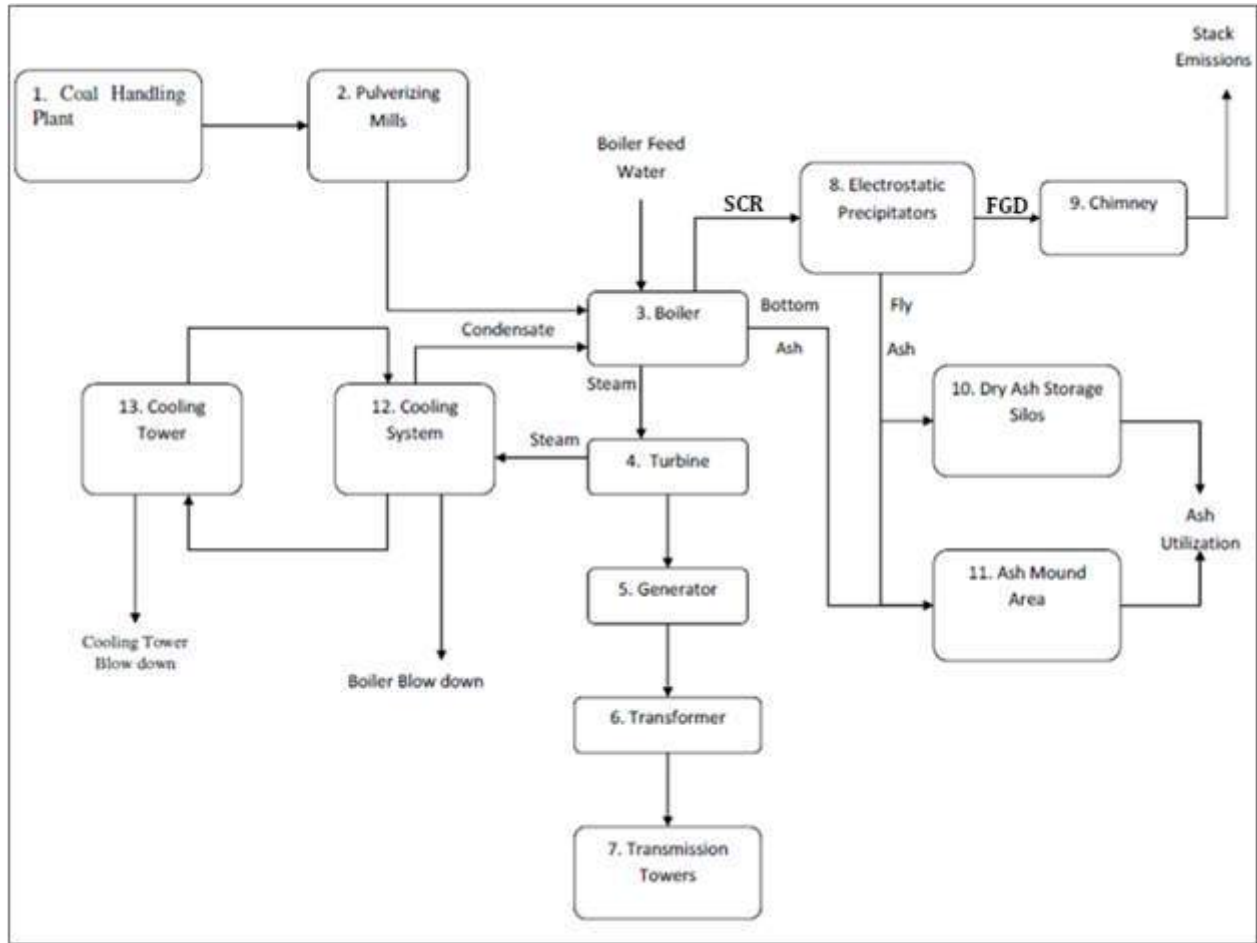 Stack
Emissions
1. Coal Handling
Plant
2. Pulverizing
Mills
Boiler Feed
Water
8. Electrostatic
Precipitators
SCR
FGD
9. Chimney
3. Boiler
Bottom
Ash
Fly
Ash
Condensate
Steam
13. Cooling
Tower
12. Cooling
System
Steam
4. Turbine
10. Dry Ash Storage
Silos
Ash
Utilization
5. Generator
11. Ash Mound
Area
Cooling Tower
Blow down
Boiler Blow down
6. Transformer
7. Transmission
Towers